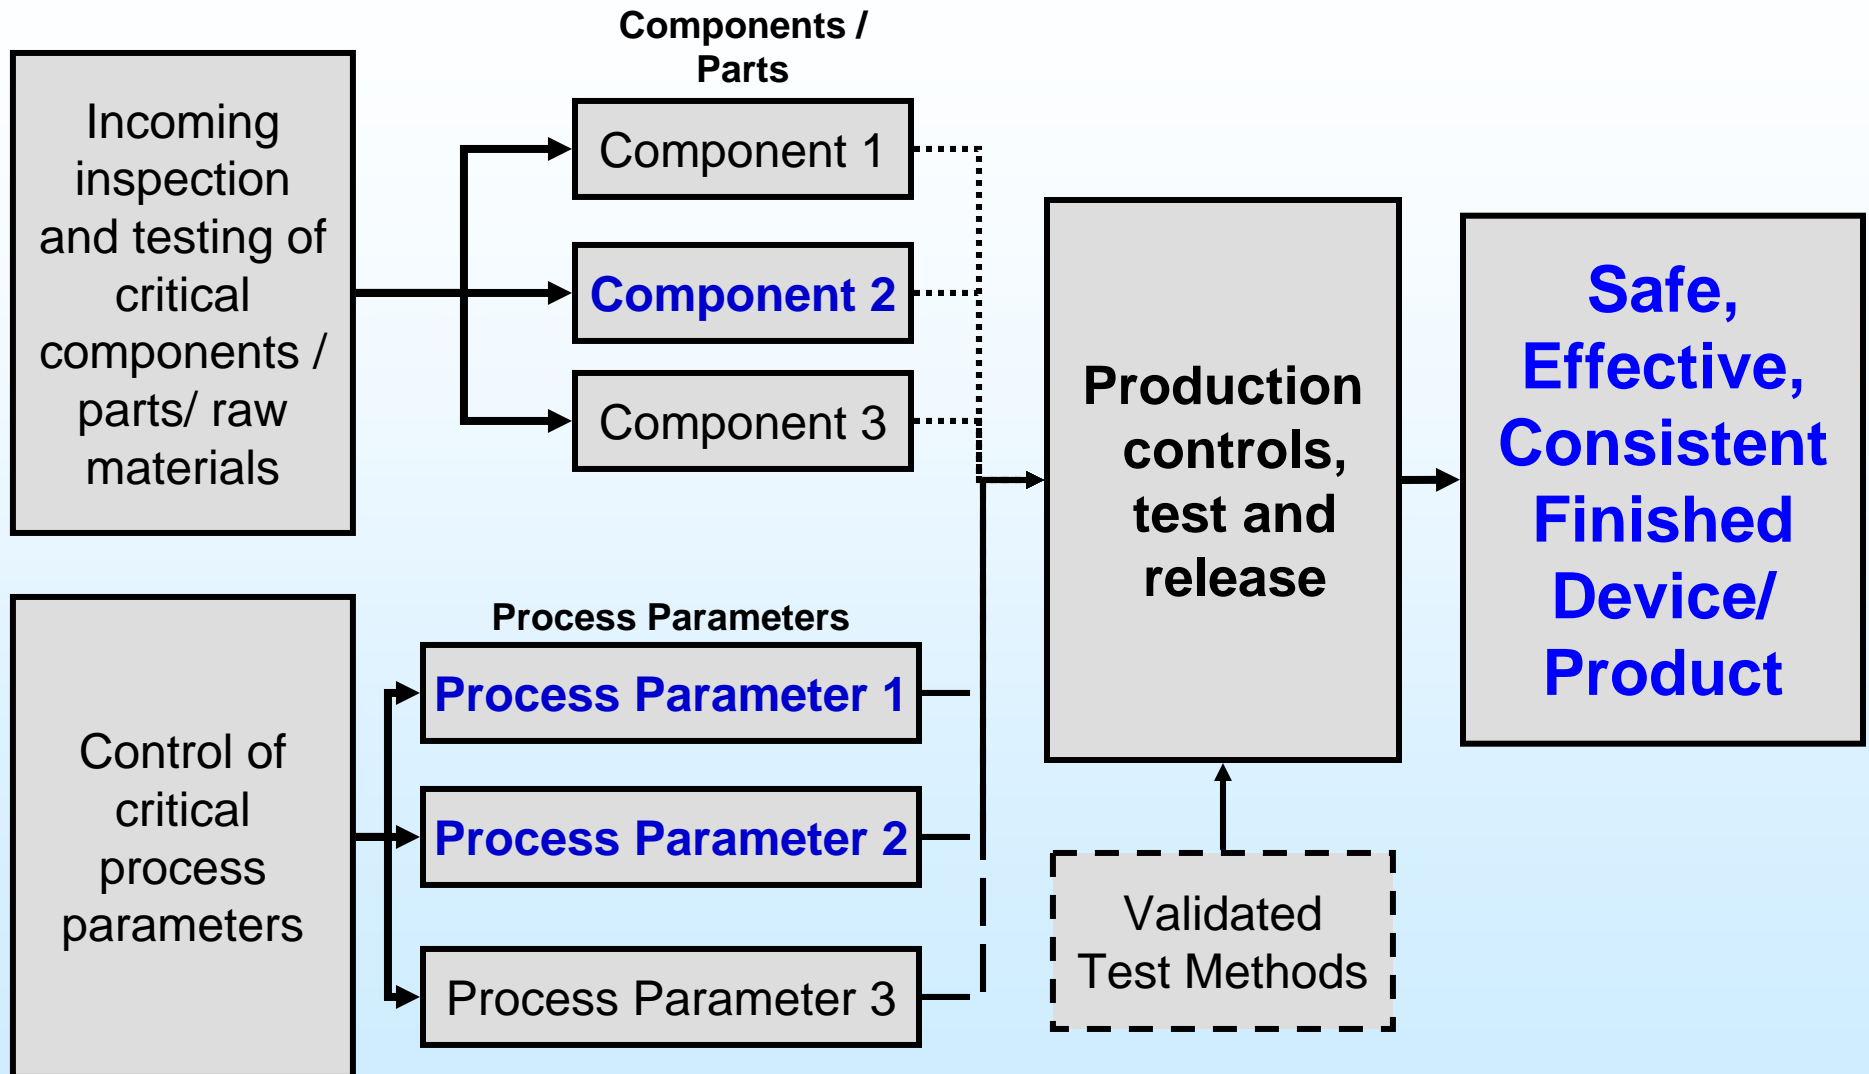 Components /
Parts
Incoming
inspection
and testing of
critical
components /
parts/ raw
materials
Component 1
Component 2
Component 3
Control of
critical
process
parameters
Process Parameters
Process Parameter 1
Process Parameter 2
Process Parameter 3
Production
controls,
test and
release
Validated
Test Methods
Safe,
Effective,
Consistent
Finished
Device/
Product